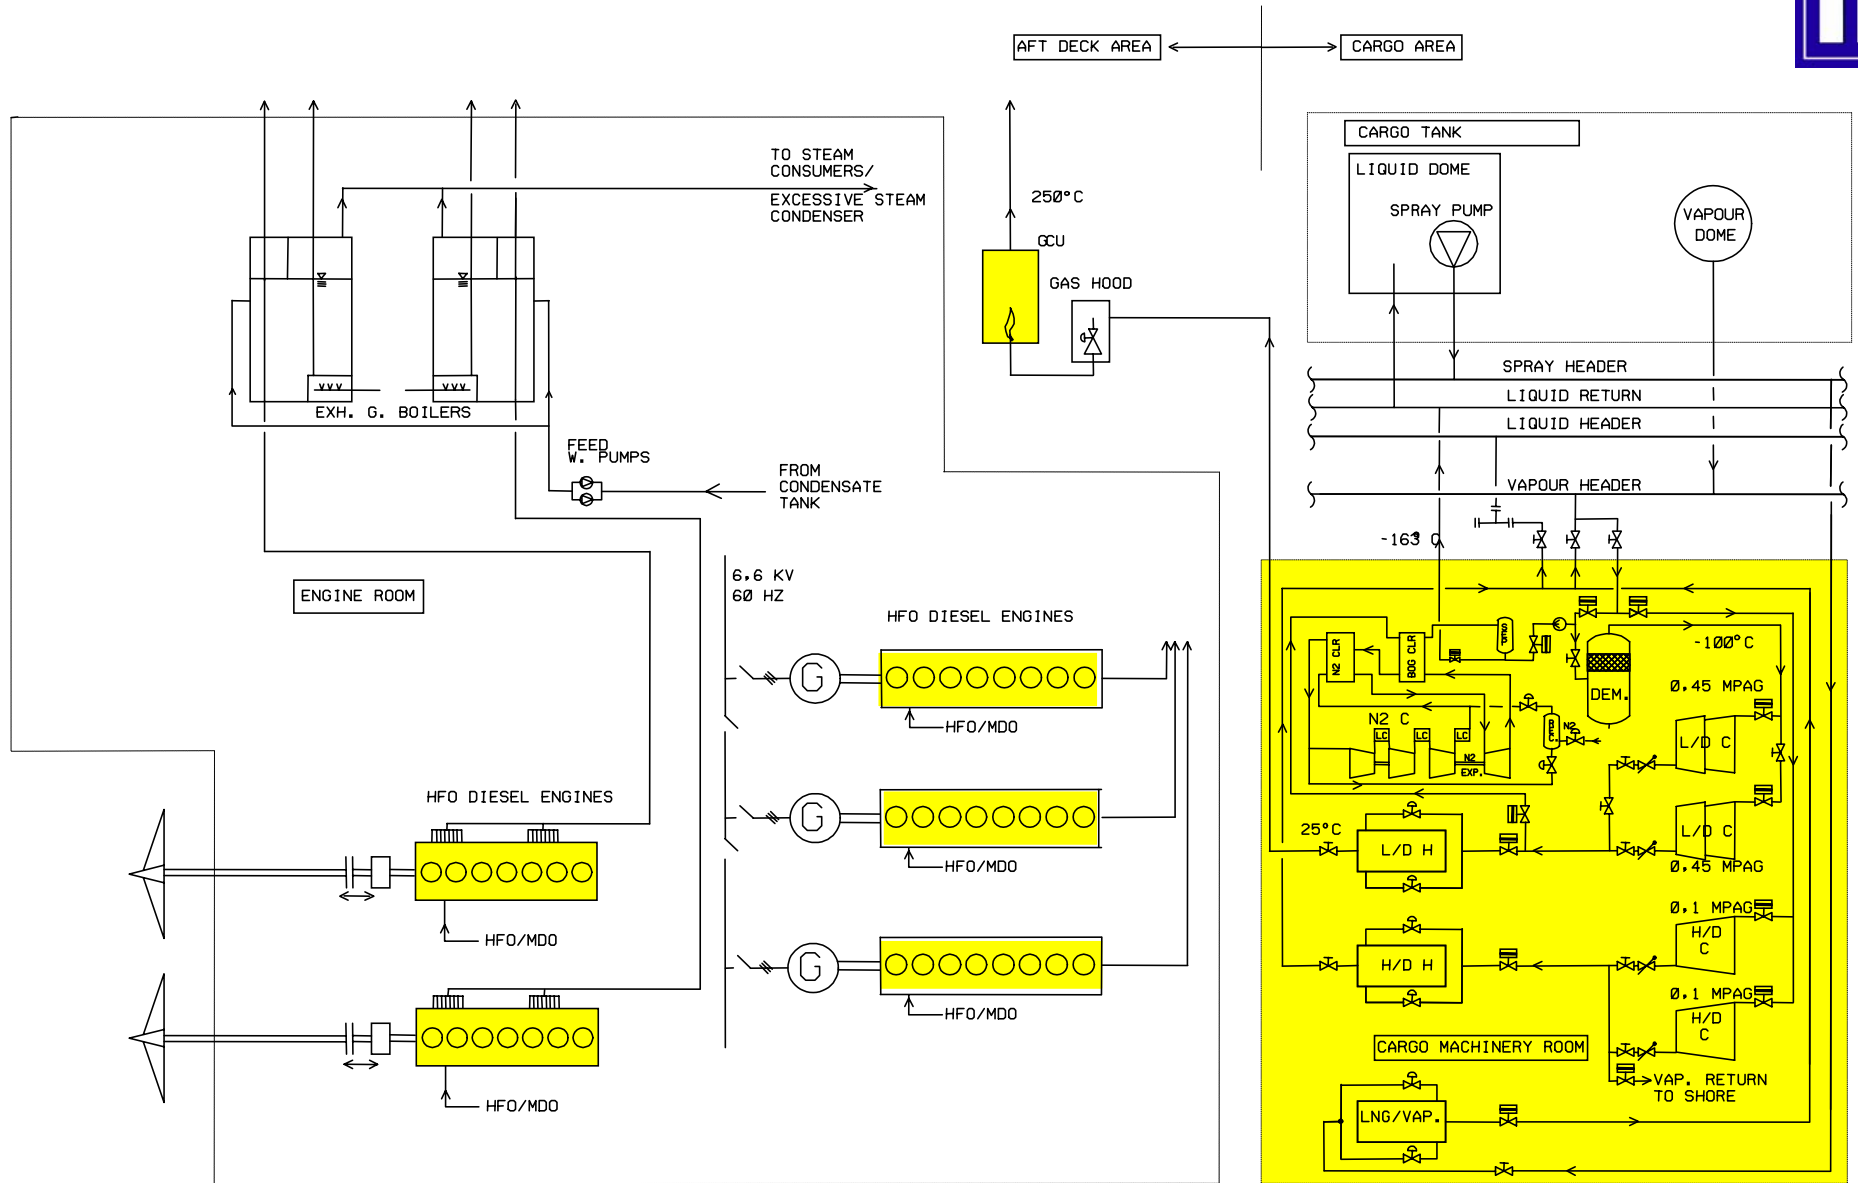 AFT DECK AREA
CARGO AREA
CARGO TANK
LIQUID DOME
SPRAY PUMP
VAPOUR
DOME
TO STEAM
CONSUMERS/
EXCESSIVE STEAM
CONDENSER
250°C
GCU
GAS HOOD
EXH. G. BOILERS
FEED
W. PUMPS
FROM
CONDENSATE
TANK
SPRAY HEADER
LIQUID RETURN
LIQUID HEADER
VAPOUR HEADER
-163° C
ENGINE ROOM
6,6 KV
60 HZ
HFO DIESEL ENGINES
G
HFO/MDO
G
HFO/MDO
G
HFO/MDO
HFO DIESEL ENGINES
HFO/MDO
HFO/MDO
N2 CLR
BOG CLR
-100°C
DEM.
0,45 MPAG
N2 C
LC
LC
LC
N2
N2
EXP.
L/D C
L/D C
0,45 MPAG
25°C
L/D H
0,1 MPAG
H/D
C
H/D H
0,1 MPAG
H/D
C
CARGO MACHINERY ROOM
VAP. RETURN
TO SHORE
LNG/VAP.